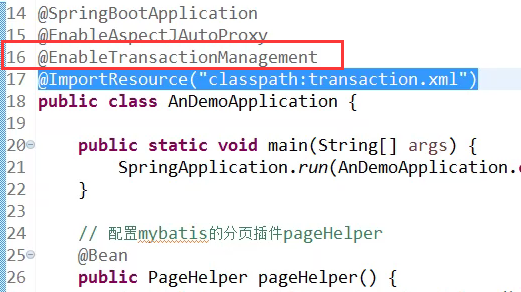 14 @SpringBootApplication
15 @EnableAspectJAutoProxy
16 @EnableTransactionManagement
17 @ImportResource("classpath:transaction.xml")
18 public class AnDemoApplication {
19
20 public static void main(String[] args) {
21 SpringApplication.run(AnDemoApplication.
22 }
23
24 // 配置mybatis的分页插件pageHelper
25 @Bean
26 public PageHelper pageHelper() {